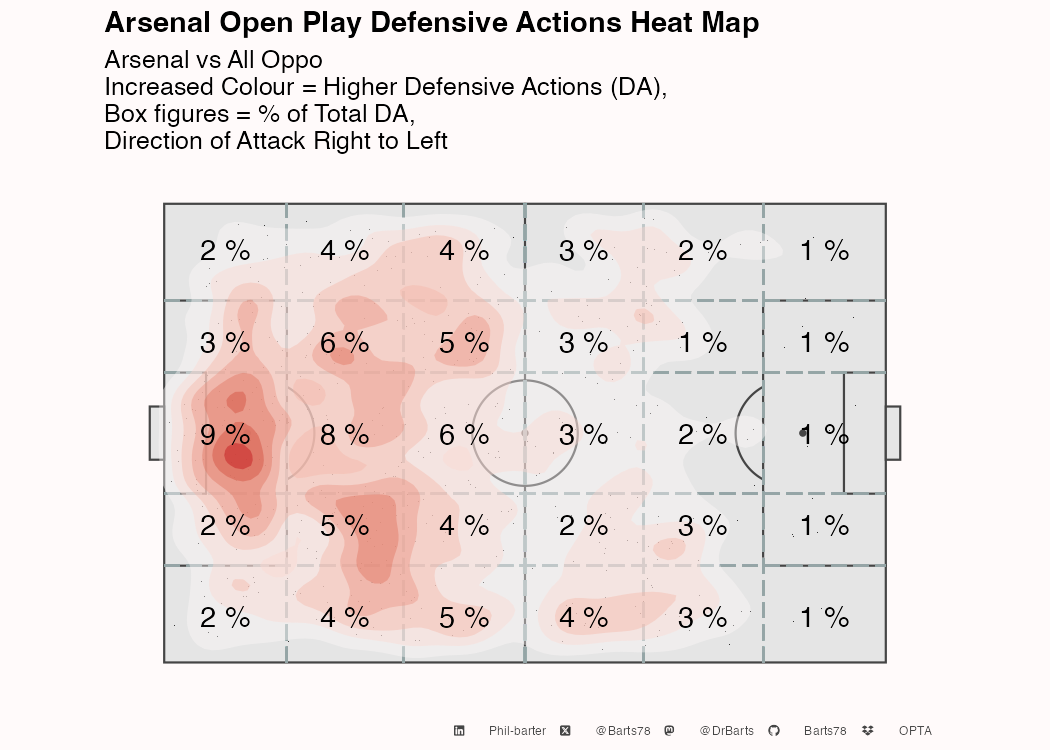 Arsenal Open Play Defensive Actions Heat Map
Arsenal vs All Oppo
Increased Colour = Higher Defensive Actions (DA),
Box figures = % of Total DA,
Direction of Attack Right to Left
2 % 4 % 4 % 3 % 2 % 1 %
3 % 6 % 5 % 3 % 1 % 1 %
9 % 8 % 6 % 3 % 2 % 1 %
2 % 5 % 4 % 2 % 3 % 1 %
2 % 4 % 5 % 4 % 3 % 1 %
Phil-barter @Barts78 @DrBarts Barts78 OPTA